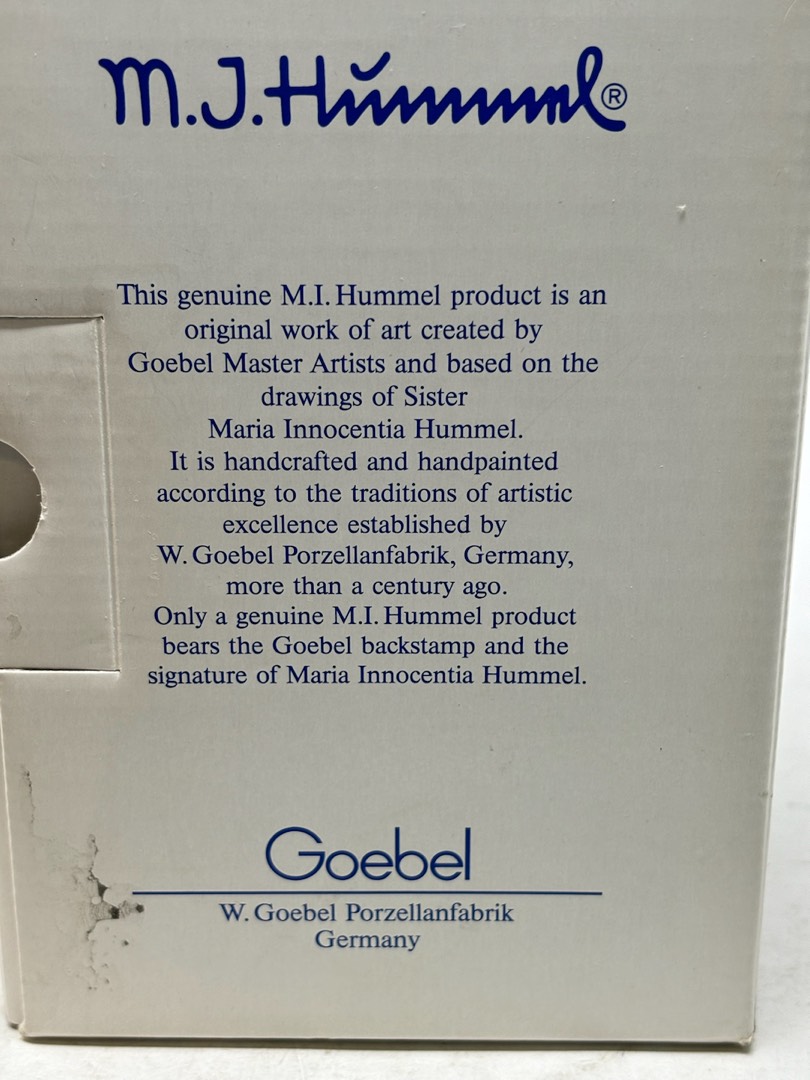 M.J. Hummel®
This genuine M.I. Hummel product is an
original work of art created by
Goebel Master Artists and based on the
drawings of Sister
Maria Innocentia Hummel.
It is handcrafted and handpainted
according to the traditions of artistic
excellence established by
W. Goebel Porzellanfabrik, Germany,
more than a century ago.
Only a genuine M.I. Hummel product
bears the Goebel backstamp and the
signature of Maria Innocentia Hummel.
Goebel
W. Goebel Porzellanfabrik
Germany